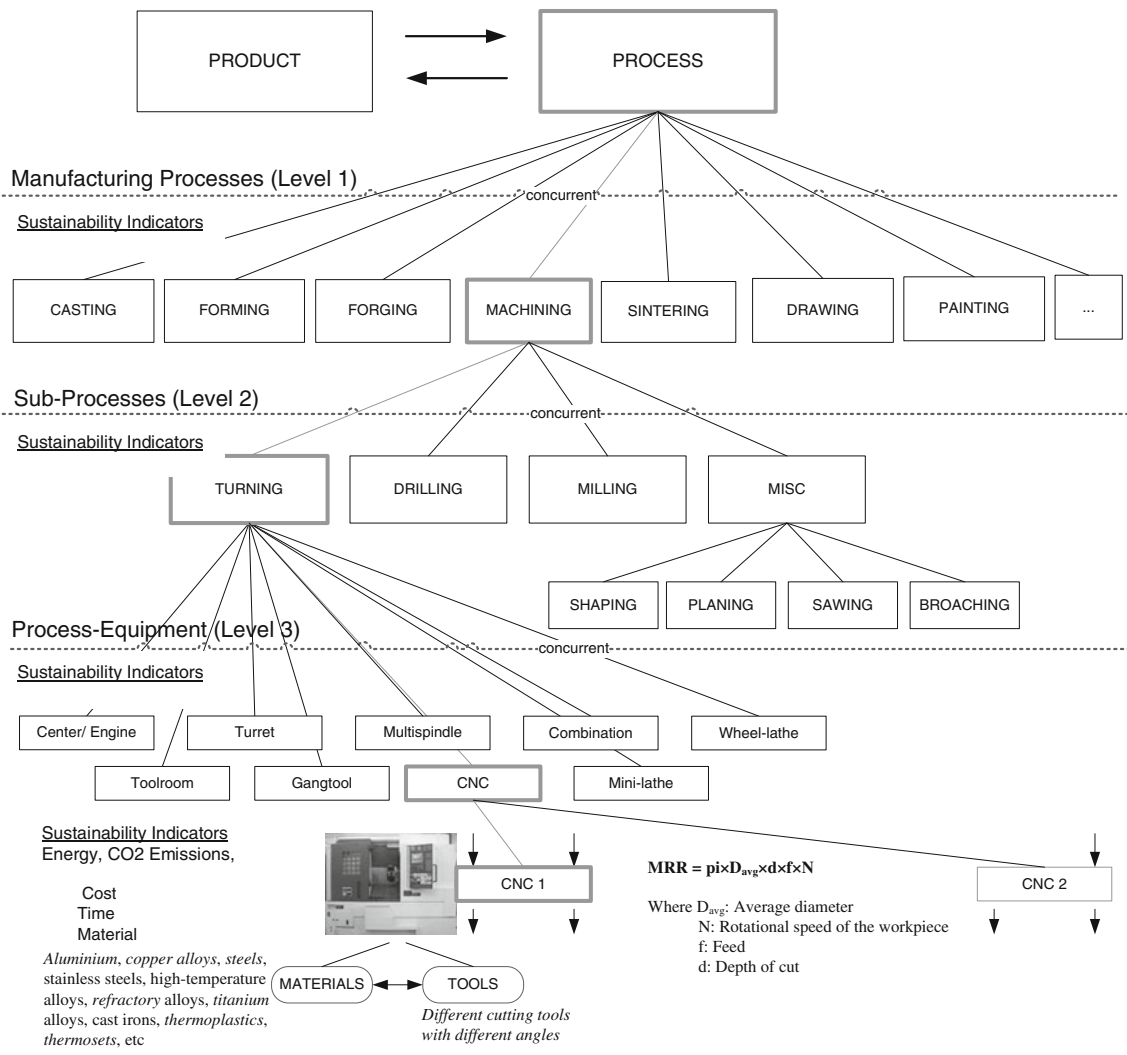 PRODUCT
PROCESS
Manufacturing Processes (Level 1)
concurrent
Sustainability Indicators
CASTING
FORMING
FORGING
MACHINING
SINTERING
DRAWING
PAINTING
...
Sub-Processes (Level 2)
concurrent
Sustainability Indicators
TURNING
DRILLING
MILLING
MISC
SHAPING
PLANING
SAWING
BROACHING
Process-Equipment (Level 3)
concurrent
Sustainability Indicators
Center/ Engine
Turret
Multispindle
Combination
Wheel-lathe
Toolroom
Gangtool
CNC
Mini-lathe
Sustainability Indicators
Energy, CO2 Emissions,
Cost
Time
Material
Aluminium, copper alloys, steels,
stainless steels, high-temperature
alloys, refractory alloys, titanium
alloys, cast irons, thermoplastics,
thermosets, etc
CNC 1
MATERIALS
TOOLS
Different cutting tools
with different angles
MRR = pi×Davg×d×f×N
Where Davg: Average diameter
N: Rotational speed of the workpiece
f: Feed
d: Depth of cut
CNC 2